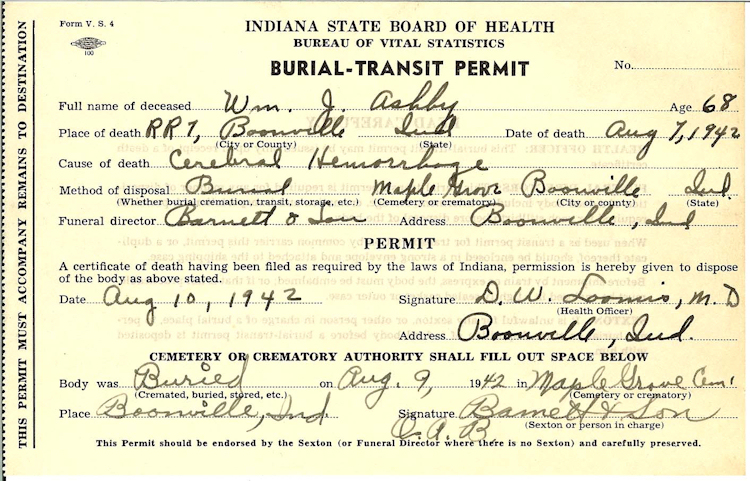 Form V. S. 4
100
INDIANA STATE BOARD OF HEALTH
BUREAU OF VITAL STATISTICS
BURIAL-TRANSIT PERMIT
No.
Full name of deceased Wm. J. Ashby Age 68
Place of death RR7, Boonville Ind Date of death Aug 7, 1942
(City or County) (State)
Cause of death Cerebral Hemorrhage
Method of disposal Burial Maple Grove Boonville Ind.
(Whether burial cremation, transit, storage, etc.) (Cemetery or crematory) (City or county) (State)
Funeral director Barnett & Son Address Boonville, Ind
PERMIT
A certificate of death having been filed as required by the laws of Indiana, permission is hereby given to dispose
of the body as above stated.
Date Aug 10, 1942 Signature D. W. Loomis, M. D
(Health Officer)
Address Boonville, Ind.
CEMETERY OR CREMATORY AUTHORITY SHALL FILL OUT SPACE BELOW
Body was Buried on Aug. 9, 1942 in Maple Grove Cem.
(Cremated, buried, stored, etc.) (Cemetery or crematory)
Place Boonville, Ind Signature Barnett & Son
(Sexton or person in charge)
O. A. B.
This Permit should be endorsed by the Sexton (or Funeral Director where there is no Sexton) and carefully preserved.
THIS PERMIT MUST ACCOMPANY REMAINS TO DESTINATION